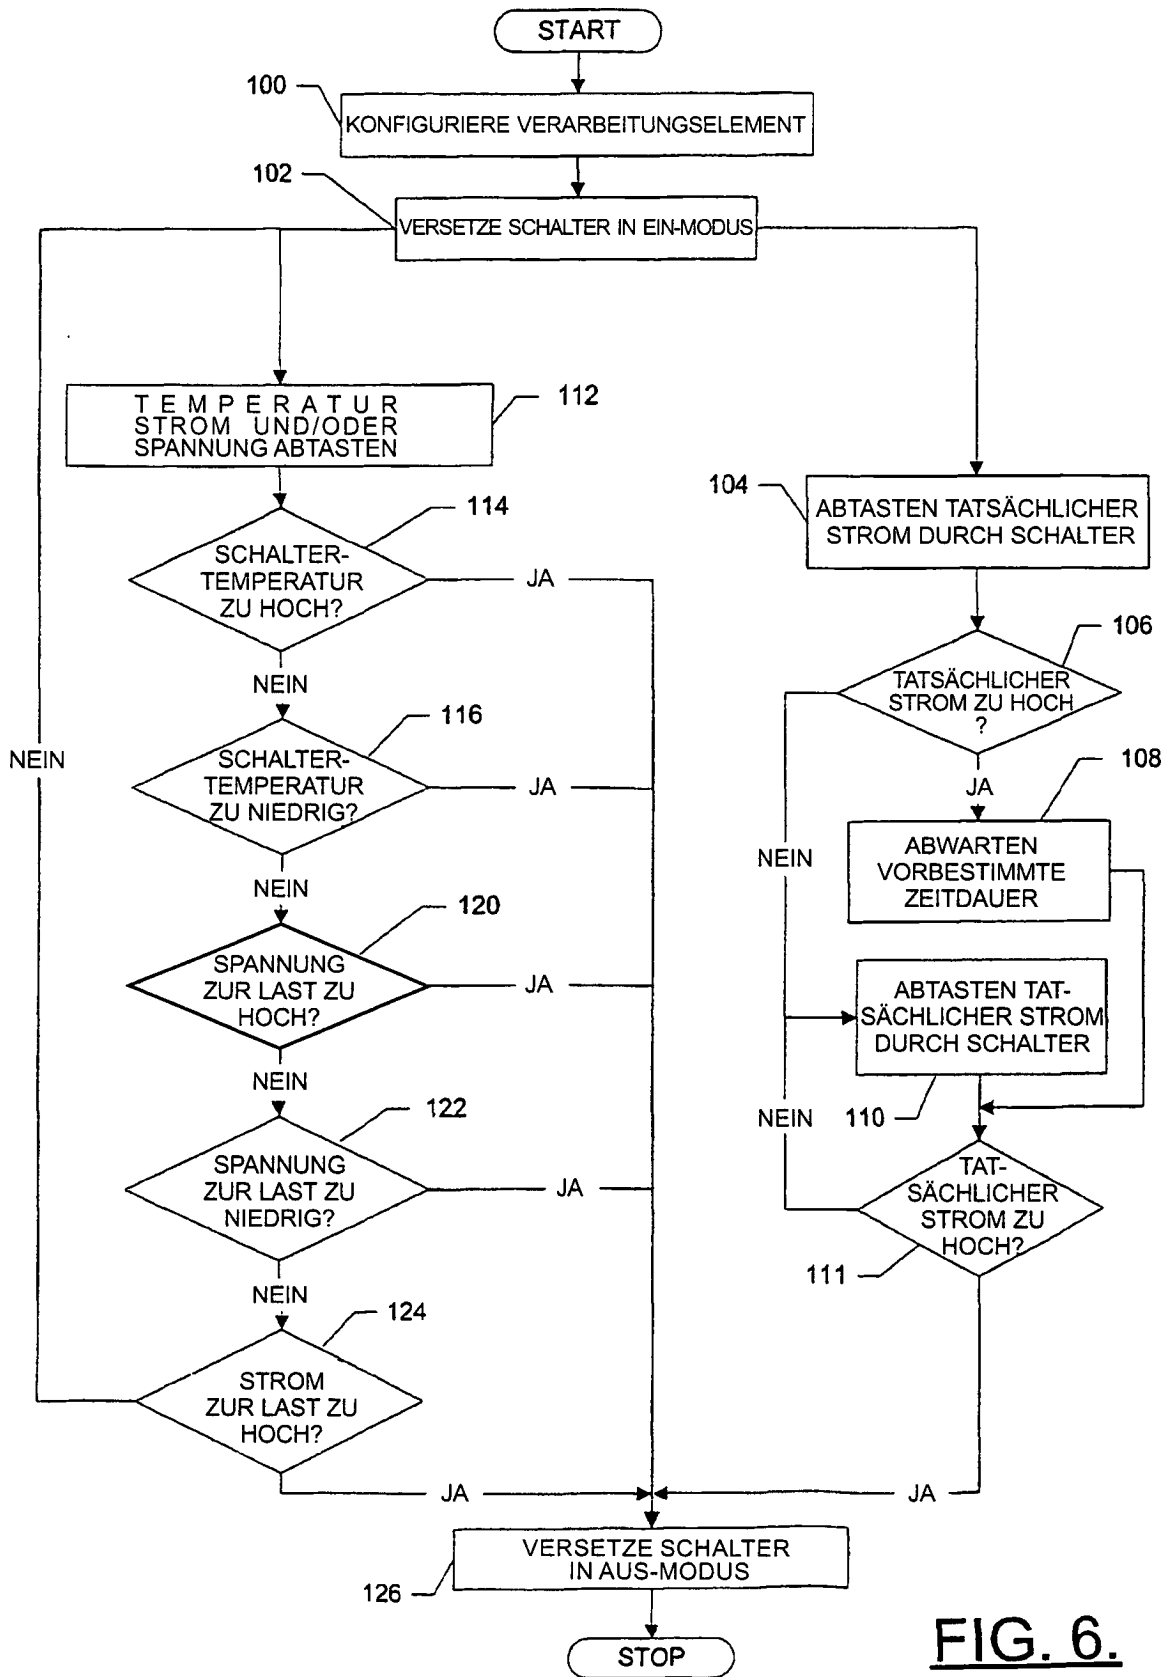 START
100
KONFIGURIERE VERARBEITUNGSELEMENT
102
VERSETZE SCHALTER IN EIN-MODUS
TEMPERATUR
STROM UND/ODER
SPANNUNG ABTASTEN
112
114
SCHALTER-
TEMPERATUR
ZU HOCH?
JA
NEIN
116
SCHALTER-
TEMPERATUR
ZU NIEDRIG?
JA
NEIN
NEIN
120
SPANNUNG
ZUR LAST ZU
HOCH?
JA
NEIN
122
SPANNUNG
ZUR LAST ZU
NIEDRIG?
JA
NEIN
124
STROM
ZUR LAST ZU
HOCH?
JA
104
ABTASTEN TATSÄCHLICHER
STROM DURCH SCHALTER
106
TATSÄCHLICHER
STROM ZU HOCH
?
JA
NEIN
108
ABWARTEN
VORBESTIMMTE
ZEITDAUER
ABTASTEN TAT-
SÄCHLICHER STROM
DURCH SCHALTER
110
NEIN
TAT-
SÄCHLICHER
STROM ZU
HOCH?
111
JA
VERSETZE SCHALTER
IN AUS-MODUS
126
STOP
FIG. 6.